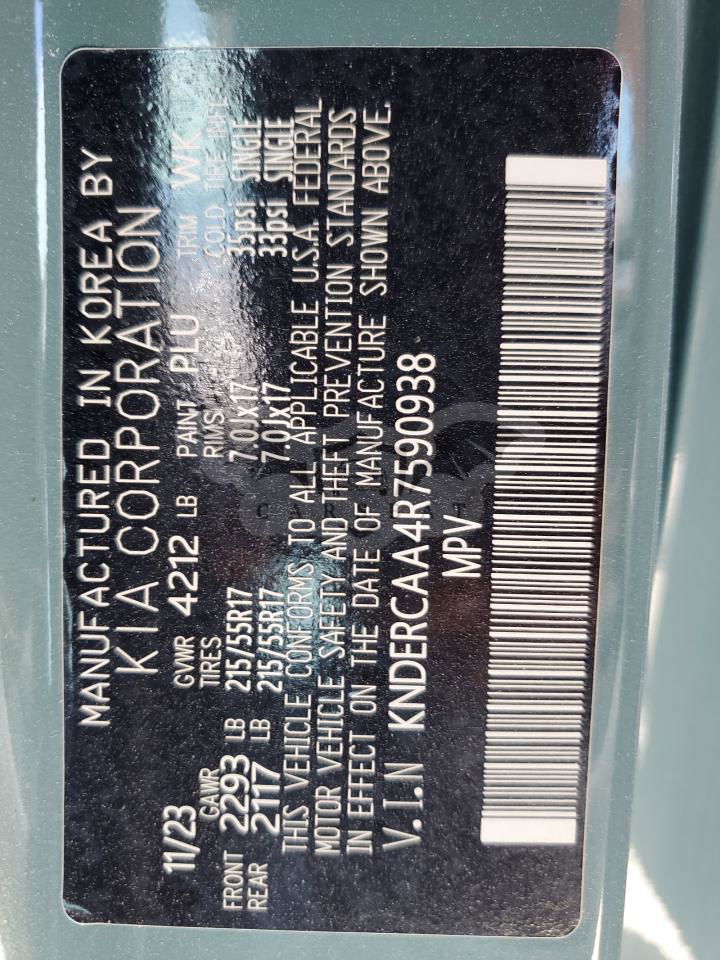 MANUFACTURED IN KOREA BY
KIA CORPORATION
11/23 GVWR 4212 LB PAINT PLU TRIM WK
GAWR TIRES RIMS COLD TIRE INFL
FRONT 2293 LB 215/55R17 7.0JX17 35psi SINGLE
REAR 2117 LB 215/55R17 7.0JX17 33psi SINGLE
THIS VEHICLE CONFORMS TO ALL APPLICABLE U.S.A FEDERAL
MOTOR VEHICLE SAFETY AND THEFT PREVENTION STANDARDS
IN EFFECT ON THE DATE OF MANUFACTURE SHOWN ABOVE.
V.I.N KNDERCAA4R7590938
MPV